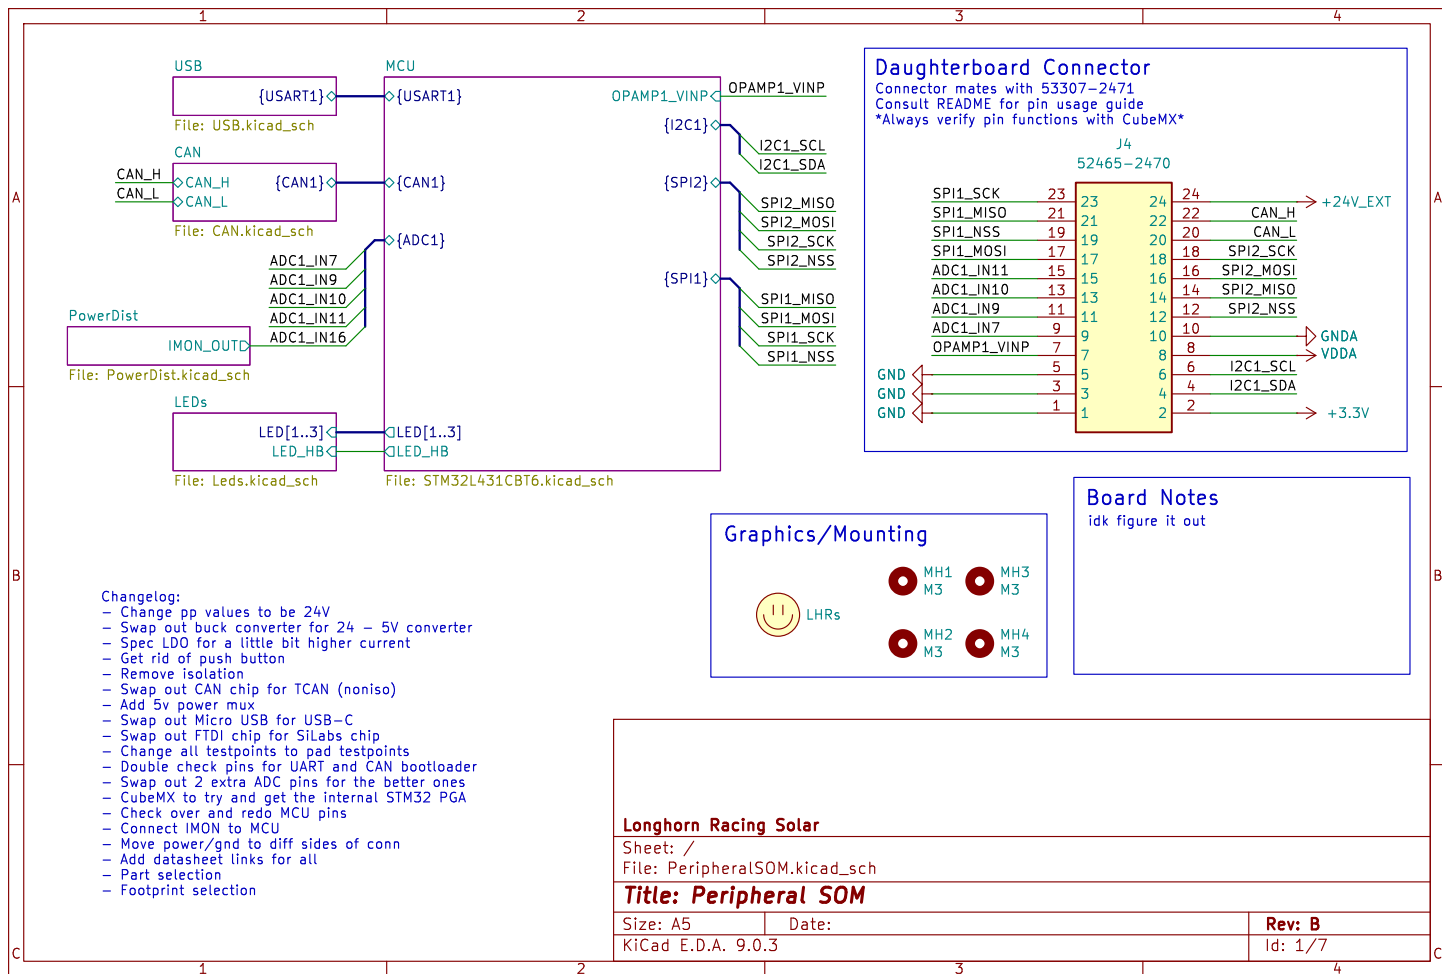 1 2 3 4
A
B
C
A
B
C
1 2 3 4
USB
{USART1}
File: USB.kicad_sch
CAN
CAN_H
CAN_L
CAN_H
CAN_L
{CAN1}
File: CAN.kicad_sch
ADC1_IN7
ADC1_IN9
ADC1_IN10
ADC1_IN11
ADC1_IN16
PowerDist
IMON_OUT
File: PowerDist.kicad_sch
LEDs
LED[1..3]
LED_HB
File: Leds.kicad_sch
MCU
{USART1}
{CAN1}
{ADC1}
LED[1..3]
LED_HB
OPAMP1_VINP
{I2C1}
{SPI2}
{SPI1}
File: STM32L431CBT6.kicad_sch
OPAMP1_VINP
I2C1_SCL
I2C1_SDA
SPI2_MISO
SPI2_MOSI
SPI2_SCK
SPI2_NSS
SPI1_MISO
SPI1_MOSI
SPI1_SCK
SPI1_NSS
Daughterboard Connector
Connector mates with 53307-2471
Consult README for pin usage guide
*Always verify pin functions with CubeMX*
J4
52465-2470
SPI1_SCK 23 23 24 24 +24V_EXT
SPI1_MISO 21 21 22 22 CAN_H
SPI1_NSS 19 19 20 20 CAN_L
SPI1_MOSI 17 17 18 18 SPI2_SCK
ADC1_IN11 15 15 16 16 SPI2_MOSI
ADC1_IN10 13 13 14 14 SPI2_MISO
ADC1_IN9 11 11 12 12 SPI2_NSS
ADC1_IN7 9 9 10 10 GNDA
OPAMP1_VINP 7 7 8 8 VDDA
GND 5 5 6 6 I2C1_SCL
GND 3 3 4 4 I2C1_SDA
GND 1 1 2 2 +3.3V
Board Notes
idk figure it out
Graphics/Mounting
LHRs
MH1
M3
MH3
M3
MH2
M3
MH4
M3
Changelog:
- Change pp values to be 24V
- Swap out buck converter for 24 - 5V converter
- Spec LDO for a little bit higher current
- Get rid of push button
- Remove isolation
- Swap out CAN chip for TCAN (noniso)
- Add 5v power mux
- Swap out Micro USB for USB-C
- Swap out FTDI chip for SiLabs chip
- Change all testpoints to pad testpoints
- Double check pins for UART and CAN bootloader
- Swap out 2 extra ADC pins for the better ones
- CubeMX to try and get the internal STM32 PGA
- Check over and redo MCU pins
- Connect IMON to MCU
- Move power/gnd to diff sides of conn
- Add datasheet links for all
- Part selection
- Footprint selection
Longhorn Racing Solar
Sheet: /
File: PeripheralSOM.kicad_sch
Title: Peripheral SOM
Size: A5 Date: Rev: B
KiCad E.D.A. 9.0.3 Id: 1/7